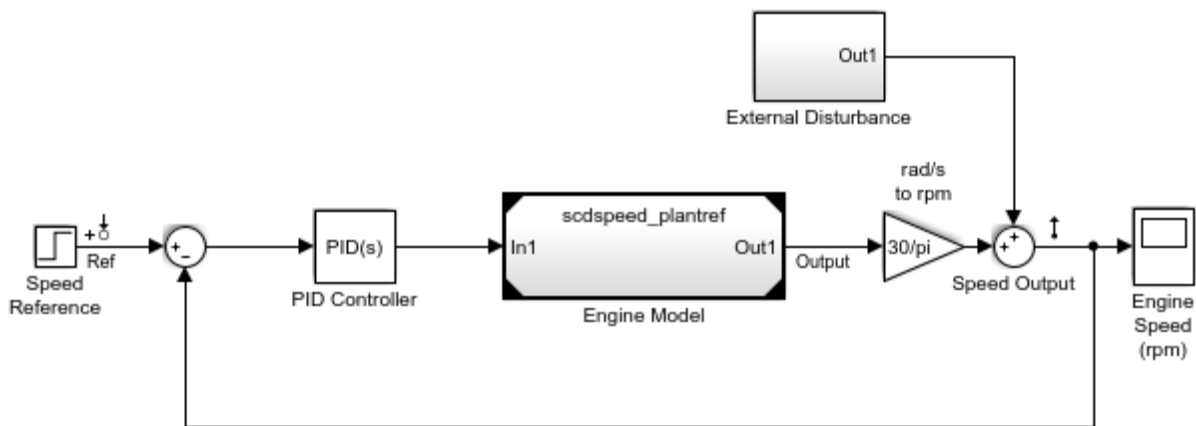 Out1
External Disturbance
rad/s
to rpm
scdspeed_plantref
+
Ref
+
−
PID(s)
In1
Out1
Output
30/pi
+
+
Speed
Reference
PID Controller
Engine Model
Speed Output
Engine
Speed
(rpm)